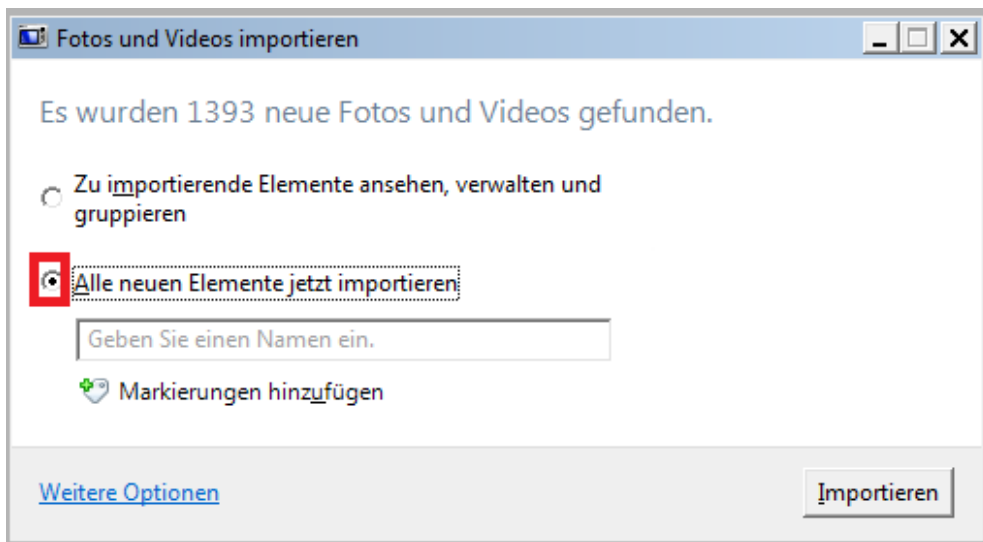 Fotos und Videos importieren
Es wurden 1393 neue Fotos und Videos gefunden.
Zu importierende Elemente ansehen, verwalten und
gruppieren
Alle neuen Elemente jetzt importieren
Geben Sie einen Namen ein.
Markierungen hinzufügen
Weitere Optionen
Importieren